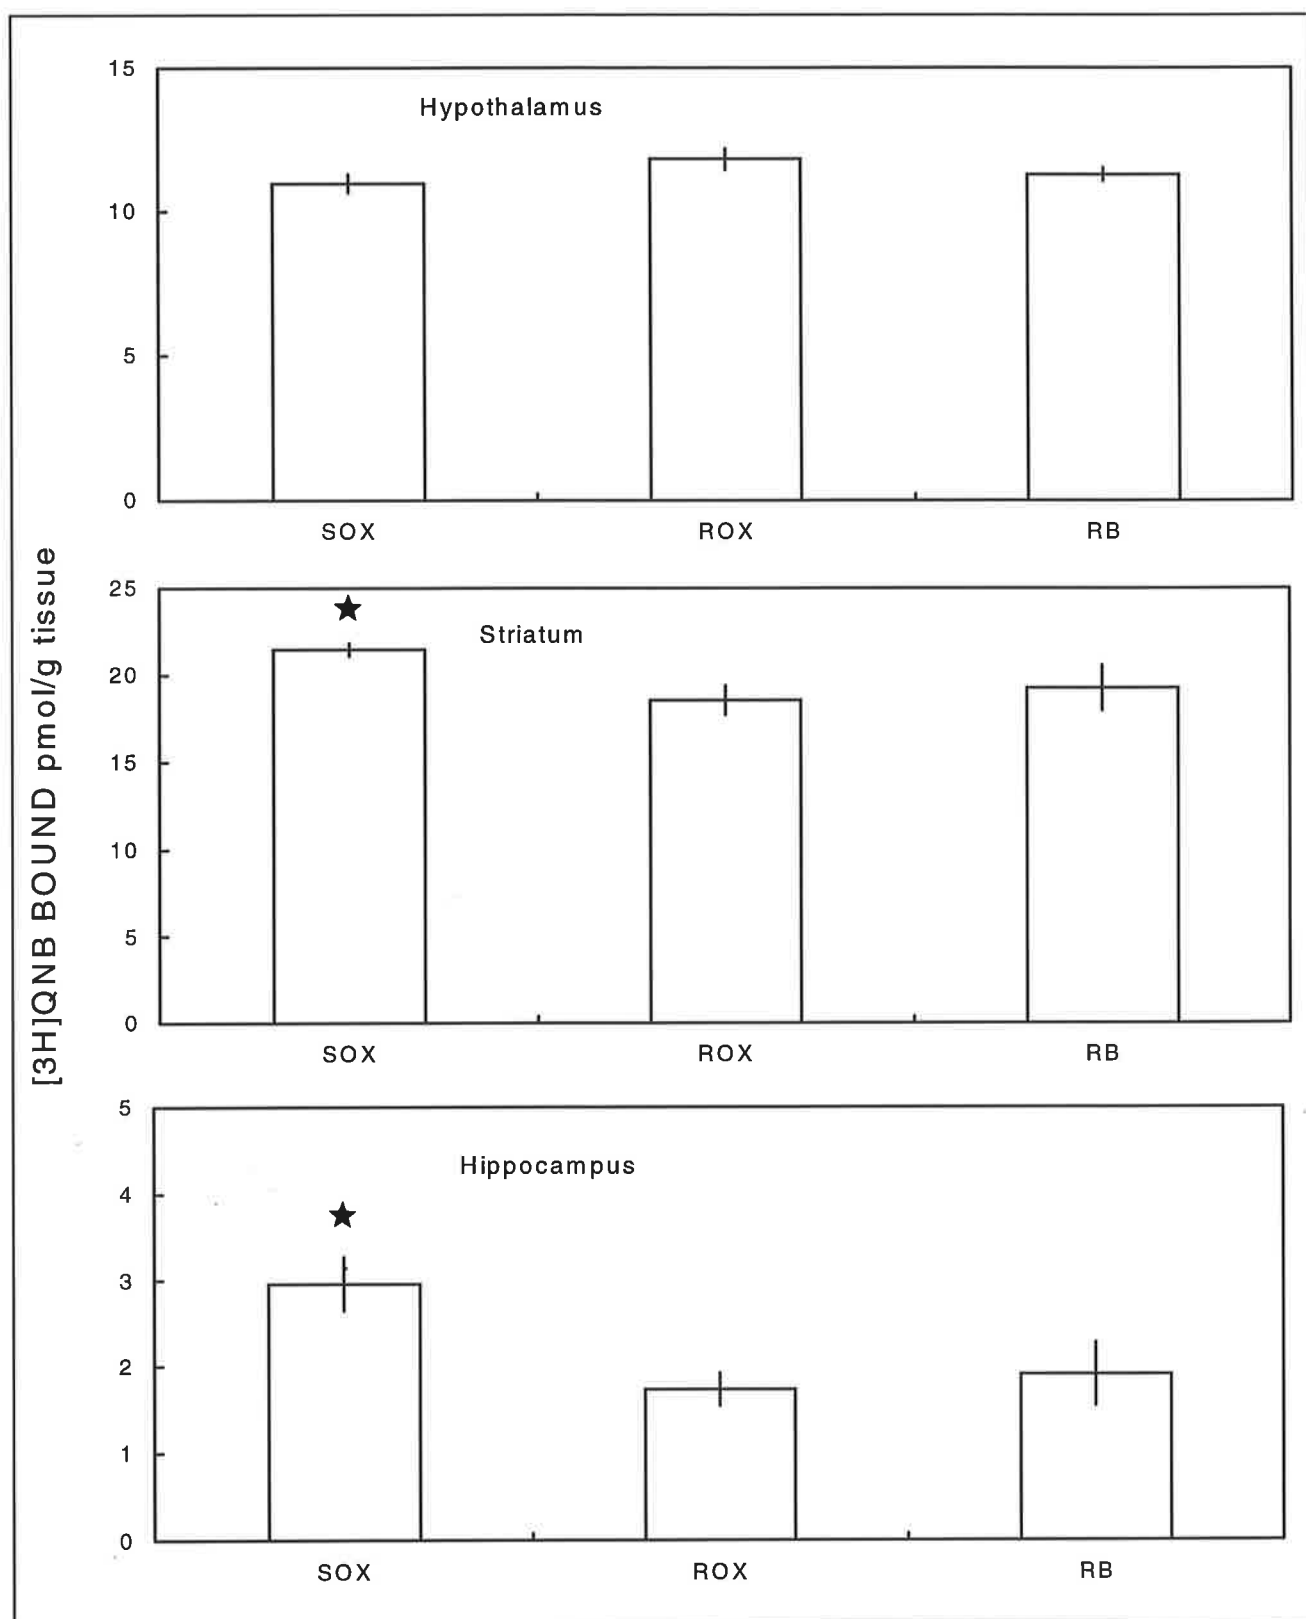 [3H]QNB BOUND pmol/g tissue
Hypothalamus
15
10
5
0
SOX ROX RB
Striatum
25
20
15
10
5
0
SOX ROX RB
Hippocampus
5
4
3
2
1
0
SOX ROX RB